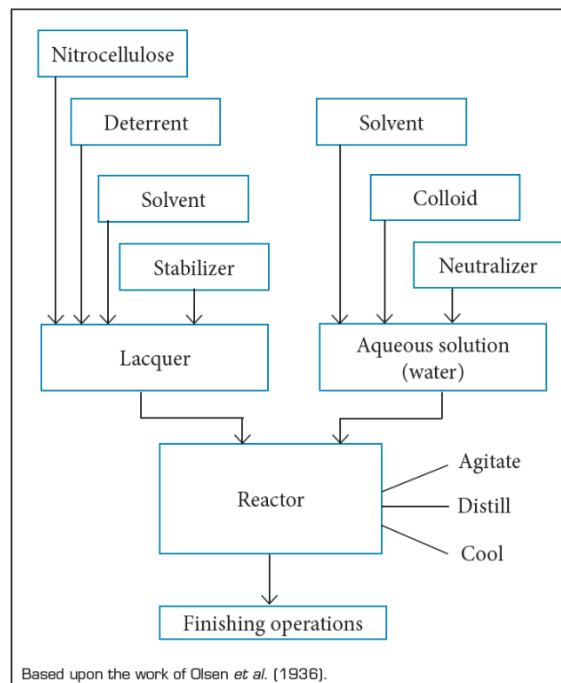 Nitrocellulose
Deterrent
Solvent
Solvent
Colloid
Stabilizer
Neutralizer
Lacquer
Aqueous solution
(water)
Reactor
Agitate
Distill
Cool
Finishing operations
Based upon the work of Olsen et al. (1936).